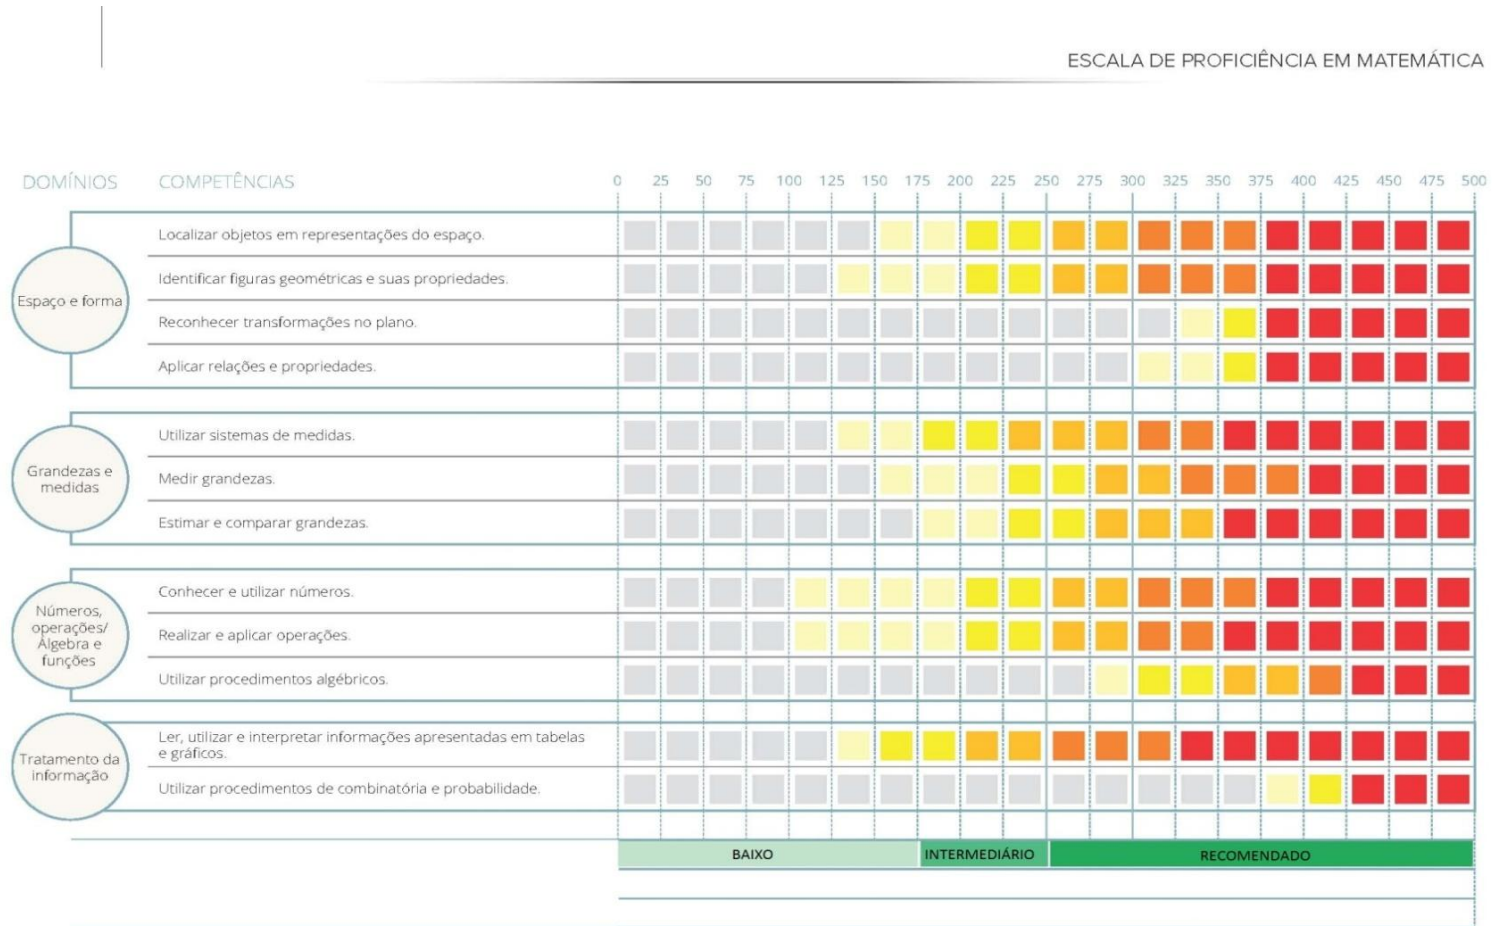 ESCALA DE PROFICIÊNCIA EM MATEMÁTICA
DOMÍNIOS COMPETÊNCIAS 0 25 50 75 100 125 150 175 200 225 250 275 300 325 350 375 400 425 450 475 500
Espaço e forma
Localizar objetos em representações do espaço.
Identificar figuras geométricas e suas propriedades.
Reconhecer transformações no plano.
Aplicar relações e propriedades.
Grandezas e
medidas
Utilizar sistemas de medidas.
Medir grandezas.
Estimar e comparar grandezas.
Números,
operações/
Álgebra e
funções
Conhecer e utilizar números.
Realizar e aplicar operações.
Utilizar procedimentos algébricos.
Tratamento da
informação
Ler, utilizar e interpretar informações apresentadas em tabelas
e gráficos.
Utilizar procedimentos de combinatória e probabilidade.
BAIXO INTERMEDIÁRIO RECOMENDADO